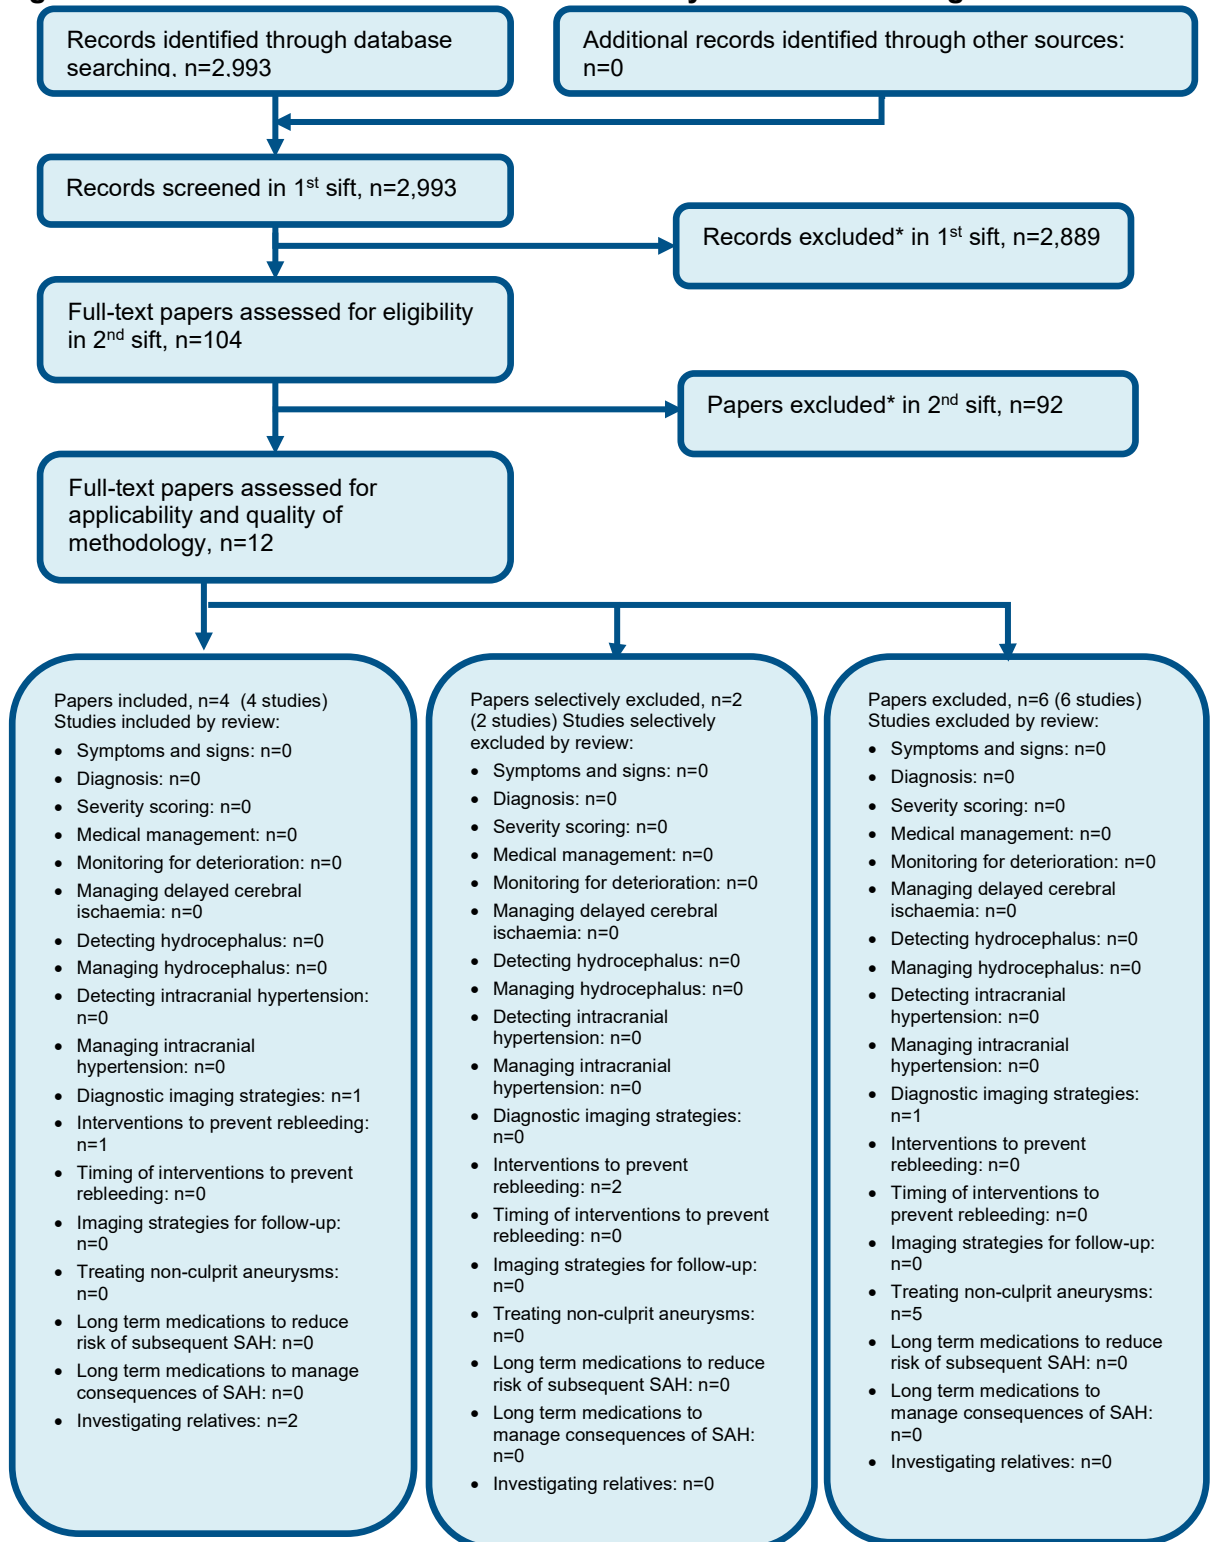 Records identified through database
searching, n=2,993
Additional records identified through other sources:
n=0
Records screened in 1st sift, n=2,993
Records excluded* in 1st sift, n=2,889
Full-text papers assessed for eligibility
in 2nd sift, n=104
Papers excluded* in 2nd sift, n=92
Full-text papers assessed for
applicability and quality of
methodology, n=12
Papers included, n=4 (4 studies)
Studies included by review:
• Symptoms and signs: n=0
• Diagnosis: n=0
• Severity scoring: n=0
• Medical management: n=0
• Monitoring for deterioration: n=0
• Managing delayed cerebral
ischaemia: n=0
• Detecting hydrocephalus: n=0
• Managing hydrocephalus: n=0
• Detecting intracranial hypertension:
n=0
• Managing intracranial
hypertension: n=0
• Diagnostic imaging strategies: n=1
• Interventions to prevent rebleeding:
n=1
• Timing of interventions to prevent
rebleeding: n=0
• Imaging strategies for follow-up:
n=0
• Treating non-culprit aneurysms:
n=0
• Long term medications to reduce
risk of subsequent SAH: n=0
• Long term medications to manage
consequences of SAH: n=0
• Investigating relatives: n=2
Papers selectively excluded, n=2
(2 studies) Studies selectively
excluded by review:
• Symptoms and signs: n=0
• Diagnosis: n=0
• Severity scoring: n=0
• Medical management: n=0
• Monitoring for deterioration: n=0
• Managing delayed cerebral
ischaemia: n=0
• Detecting hydrocephalus: n=0
• Managing hydrocephalus: n=0
• Detecting intracranial
hypertension: n=0
• Managing intracranial
hypertension: n=0
• Diagnostic imaging strategies:
n=0
• Interventions to prevent
rebleeding: n=2
• Timing of interventions to prevent
rebleeding: n=0
• Imaging strategies for follow-up:
n=0
• Treating non-culprit aneurysms:
n=0
• Long term medications to reduce
risk of subsequent SAH: n=0
• Long term medications to
manage consequences of SAH:
n=0
• Investigating relatives: n=0
Papers excluded, n=6 (6 studies)
Studies excluded by review:
• Symptoms and signs: n=0
• Diagnosis: n=0
• Severity scoring: n=0
• Medical management: n=0
• Monitoring for deterioration: n=0
• Managing delayed cerebral
ischaemia: n=0
• Detecting hydrocephalus: n=0
• Managing hydrocephalus: n=0
• Detecting intracranial
hypertension: n=0
• Managing intracranial
hypertension: n=0
• Diagnostic imaging strategies:
n=1
• Interventions to prevent
rebleeding: n=0
• Timing of interventions to
prevent rebleeding: n=0
• Imaging strategies for follow-up:
n=0
• Treating non-culprit aneurysms:
n=5
• Long term medications to reduce
risk of subsequent SAH: n=0
• Long term medications to
manage consequences of SAH:
n=0
• Investigating relatives: n=0